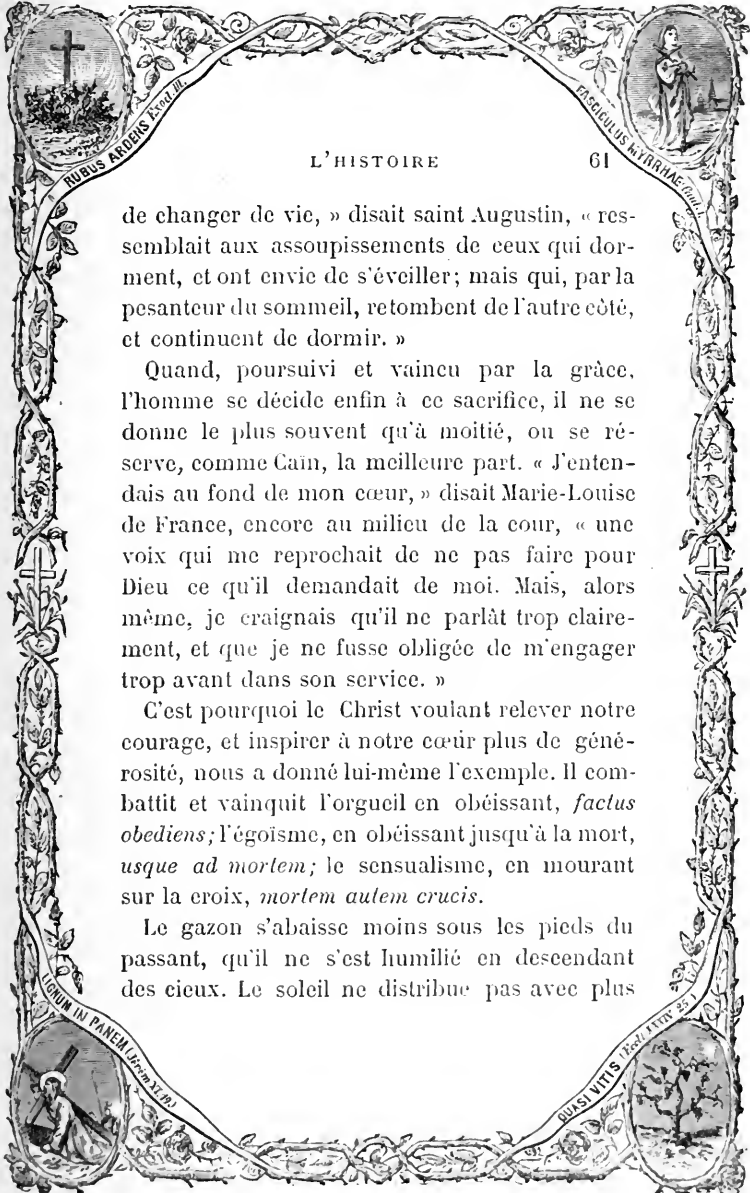 RUBUS ARDENS Exod. III.
FASCICULUS MYRRHAE
L'HISTOIRE 61
de changer de vie, » disait saint Augustin, « res-
semblait aux assoupissements de ceux qui dor-
ment, et ont envie de s'éveiller; mais qui, par la
pesanteur du sommeil, retombent de l'autre côté,
et continuent de dormir. »
Quand, poursuivi et vaincu par la grâce,
l'homme se décide enfin à ce sacrifice, il ne se
donne le plus souvent qu'à moitié, ou se ré-
serve, comme Caïn, la meilleure part. « J'enten-
dais au fond de mon cœur, » disait Marie-Louise
de France, encore au milieu de la cour, « une
voix qui me reprochait de ne pas faire pour
Dieu ce qu'il demandait de moi. Mais, alors
même, je craignais qu'il ne parlât trop claire-
ment, et que je ne fusse obligée de m'engager
trop avant dans son service. »
C'est pourquoi le Christ voulant relever notre
courage, et inspirer à notre cœur plus de géné-
rosité, nous a donné lui-même l'exemple. Il com-
battit et vainquit l'orgueil en obéissant, factus
obediens; l'égoïsme, en obéissant jusqu'à la mort,
usque ad mortem; le sensualisme, en mourant
sur la croix, mortem autem crucis.
Le gazon s'abaisse moins sous les pieds du
passant, qu'il ne s'est humilié en descendant
des cieux. Le soleil ne distribue pas avec plus
LIGNUM IN PANEM (Jérém XI. 19.)
QUASI VITIS (Eccli XXIV 23.)